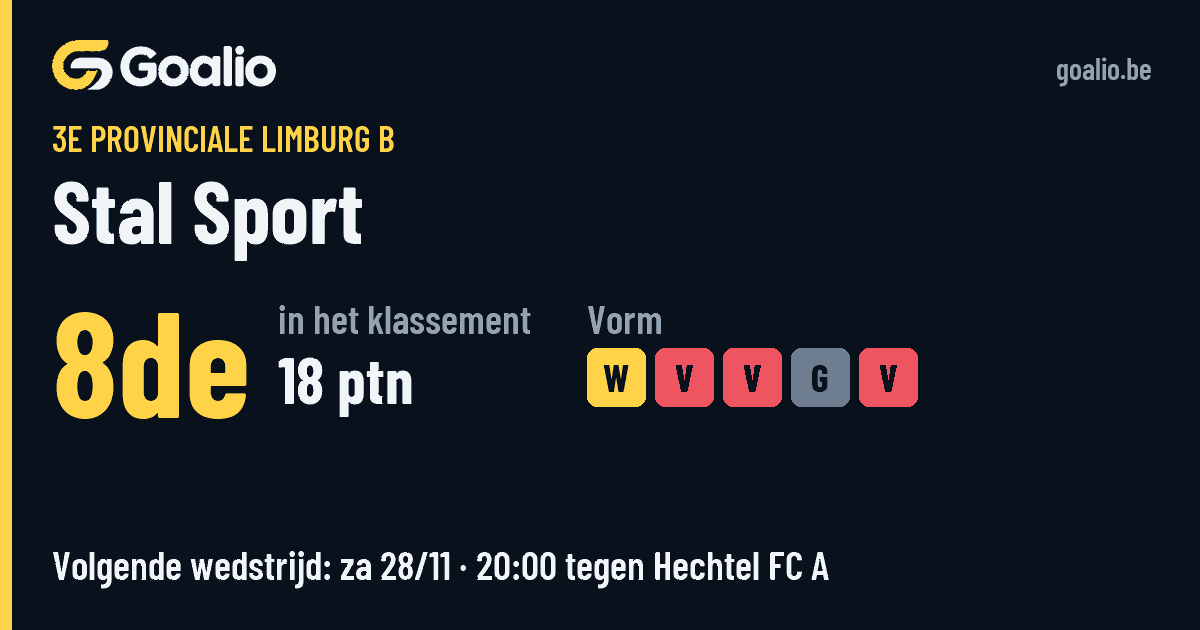 Goalio
goalio.be
3E PROVINCIALE LIMBURG B
Stal Sport
8de
in het klassement
18 ptn
Vorm
W V V G V
Volgende wedstrijd: za 28/11 · 20:00 tegen Hechtel FC A